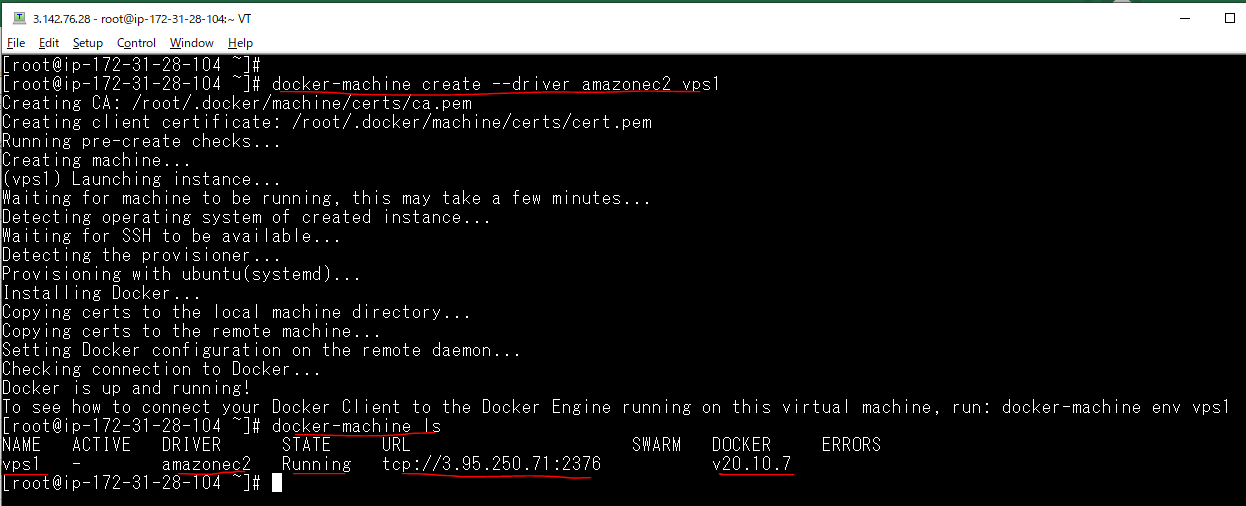 3.142.76.28 - root@ip-172-31-28-104:~ VT
File Edit Setup Control Window Help
[root@ip-172-31-28-104 ~]#
[root@ip-172-31-28-104 ~]# docker-machine create --driver amazonec2 vps1
Creating CA: /root/.docker/machine/certs/ca.pem
Creating client certificate: /root/.docker/machine/certs/cert.pem
Running pre-create checks...
Creating machine...
(vps1) Launching instance...
Waiting for machine to be running, this may take a few minutes...
Detecting operating system of created instance...
Waiting for SSH to be available...
Detecting the provisioner...
Provisioning with ubuntu(systemd)...
Installing Docker...
Copying certs to the local machine directory...
Copying certs to the remote machine...
Setting Docker configuration on the remote daemon...
Checking connection to Docker...
Docker is up and running!
To see how to connect your Docker Client to the Docker Engine running on this virtual machine, run: docker-machine env vps1
[root@ip-172-31-28-104 ~]# docker-machine ls
NAME ACTIVE DRIVER STATE URL SWARM DOCKER ERRORS
vps1 - amazonec2 Running tcp://3.95.250.71:2376 v20.10.7
[root@ip-172-31-28-104 ~]#